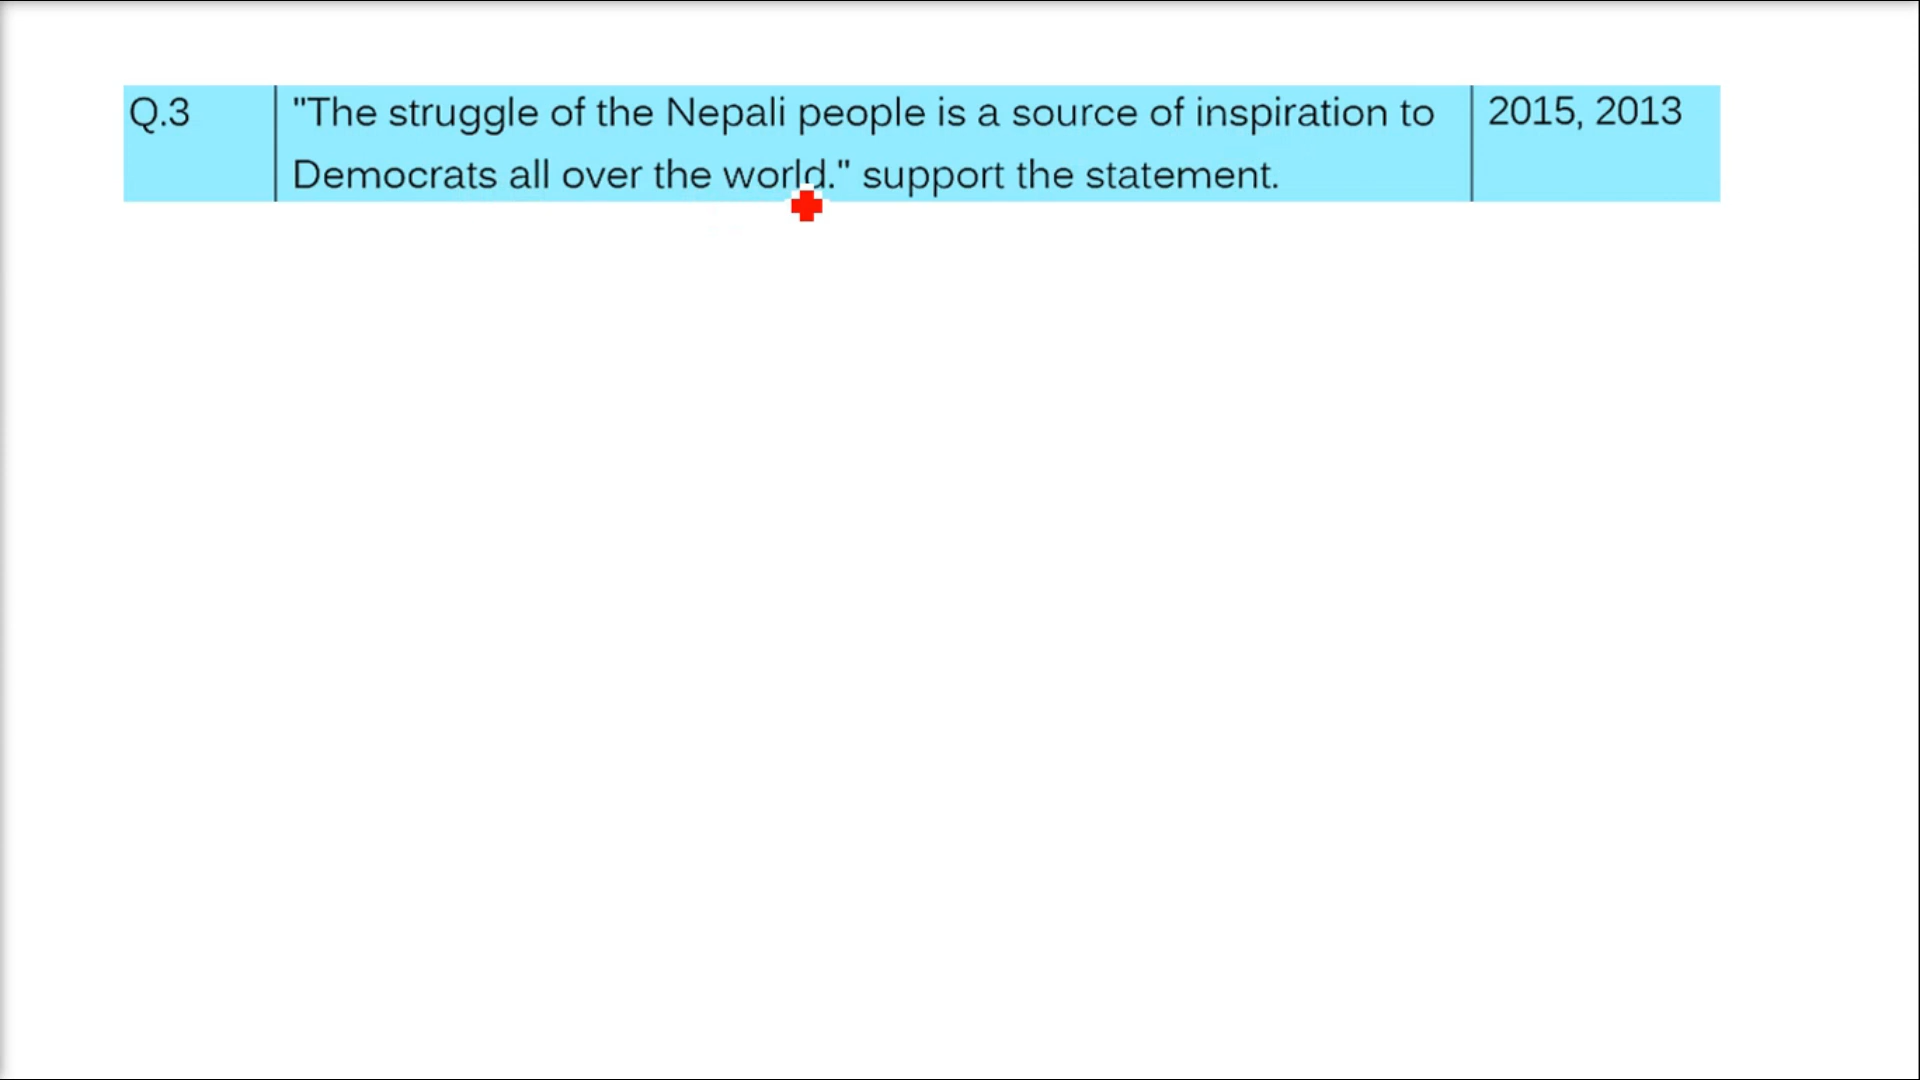 Q.3 "The struggle of the Nepali people is a source of inspiration to 2015, 2013
Democrats all over the world." support the statement.